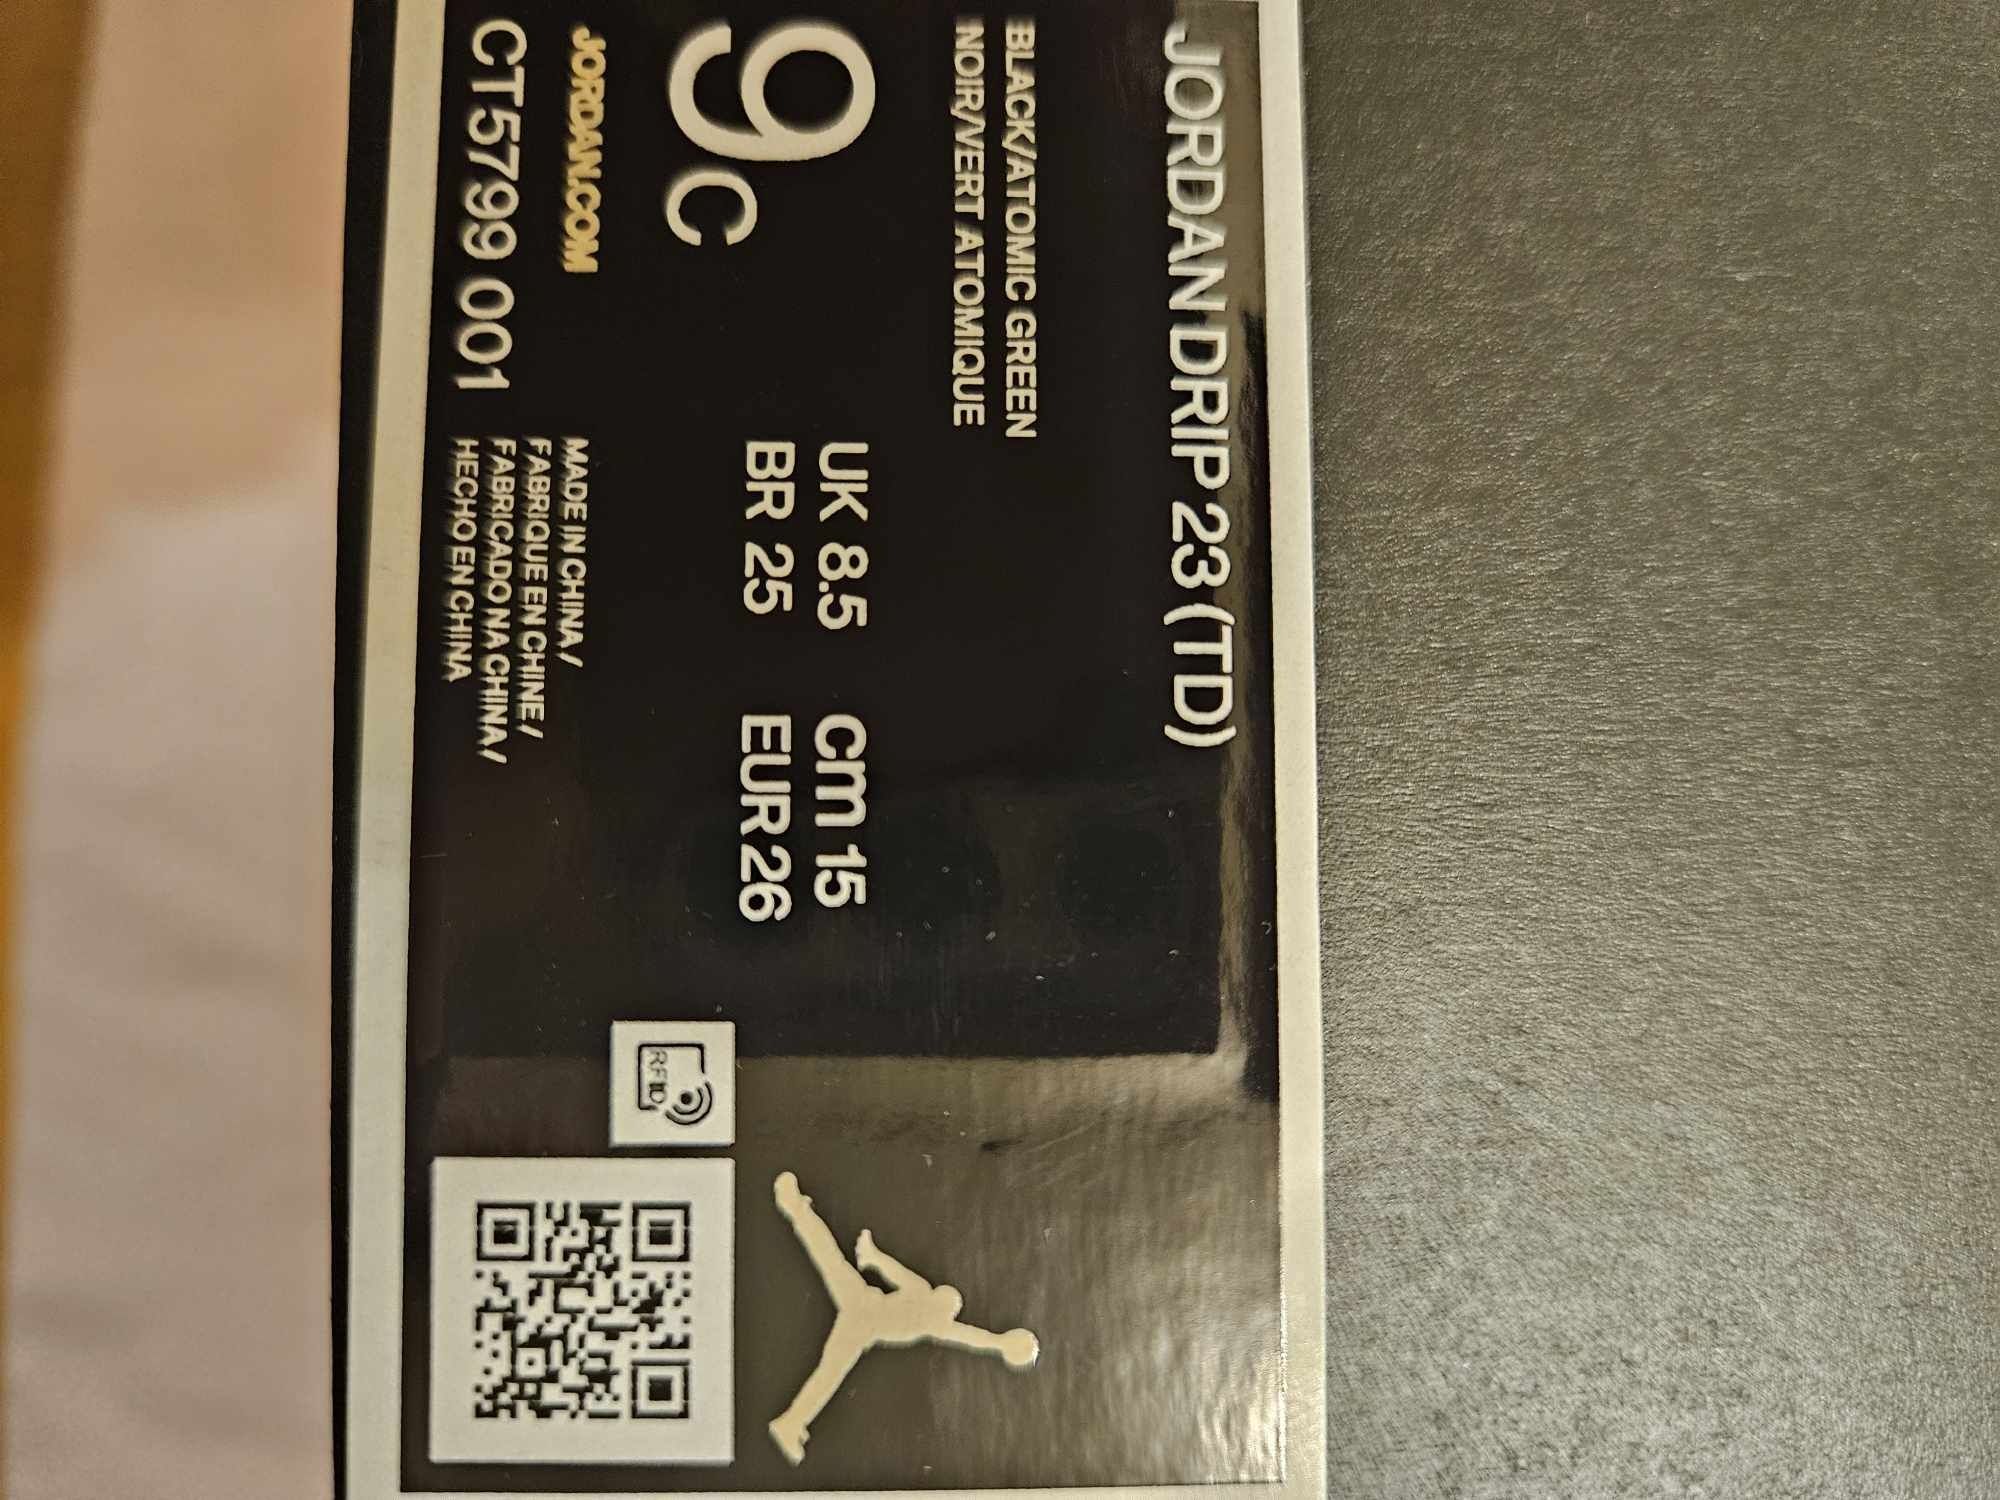 JORDAN DRIP 23 (TD)
BLACK/ATOMIC GREEN
NOIR/VERT ATOMIQUE
9C
UK 8.5 cm 15
BR 25 EUR 26
JORDAN.COM
CT5799 001
MADE IN CHINA /
FABRIQUE EN CHINE /
FABRICADO NA CHINA /
HECHO EN CHINA
RFID